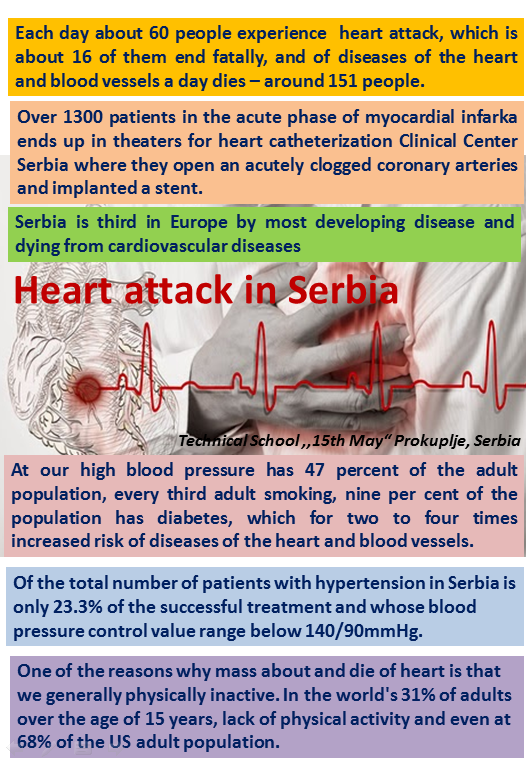 Each day about 60 people experience heart attack, which is
about 16 of them end fatally, and of diseases of the heart
and blood vessels a day dies – around 151 people.
Over 1300 patients in the acute phase of myocardial infarka
ends up in theaters for heart catheterization Clinical Center
Serbia where they open an acutely clogged coronary arteries
and implanted a stent.
Serbia is third in Europe by most developing disease and
dying from cardiovascular diseases
Heart attack in Serbia
Technical School ,,15th May“ Prokuplje, Serbia
At our high blood pressure has 47 percent of the adult
population, every third adult smoking, nine per cent of the
population has diabetes, which for two to four times
increased risk of diseases of the heart and blood vessels.
Of the total number of patients with hypertension in Serbia is
only 23.3% of the successful treatment and whose blood
pressure control value range below 140/90mmHg.
One of the reasons why mass about and die of heart is that
we generally physically inactive. In the world's 31% of adults
over the age of 15 years, lack of physical activity and even at
68% of the US adult population.